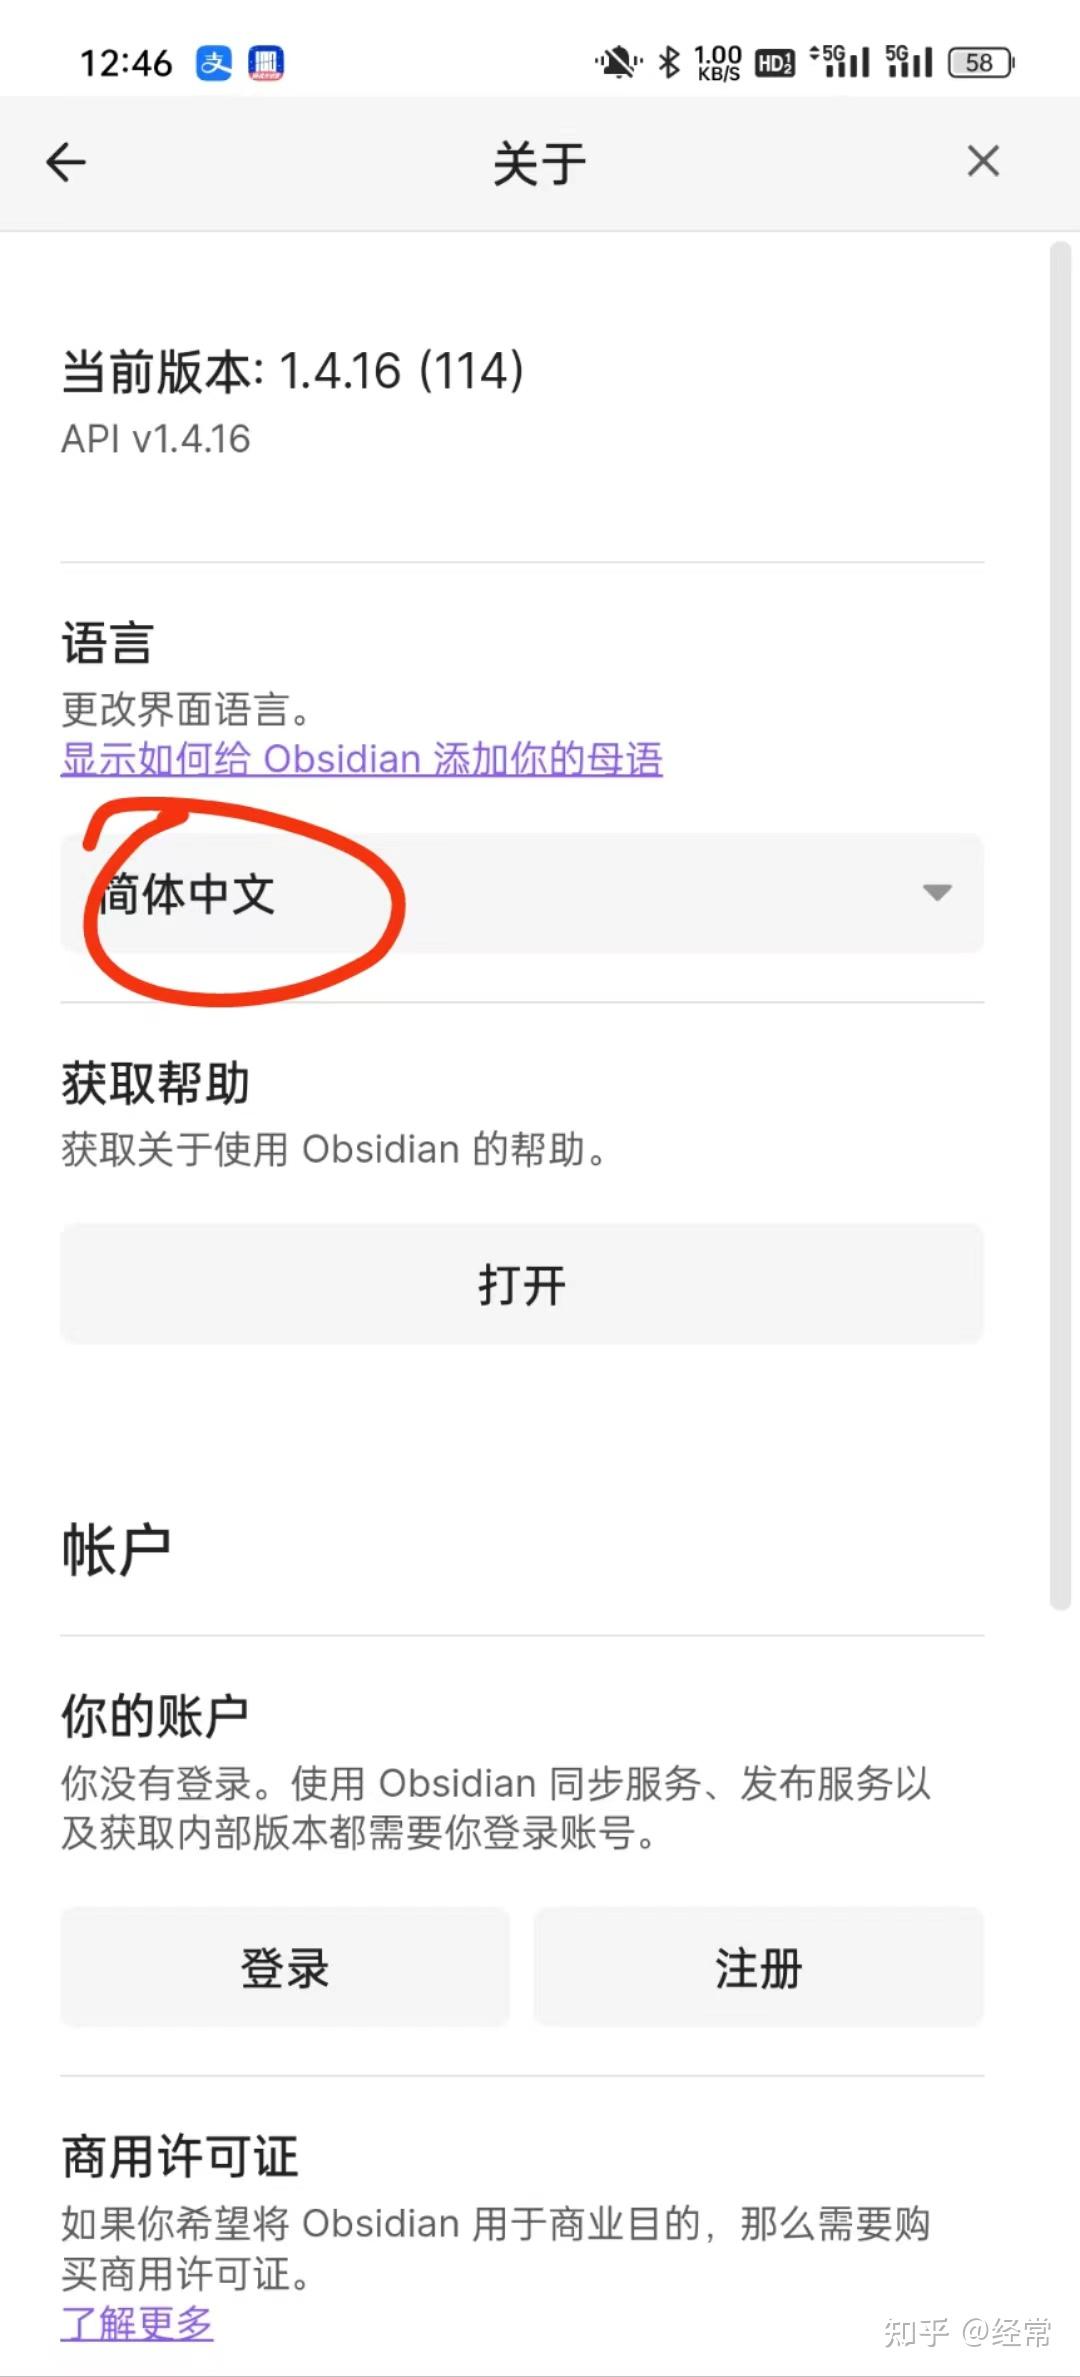 12:46 支 1.00 KB/S HD 1 2 5G 5G 58
关于
当前版本: 1.4.16 (114)
API v1.4.16
语言
更改界面语言。
显示如何给 Obsidian 添加你的母语
简体中文
获取帮助
获取关于使用 Obsidian 的帮助。
打开
帐户
你的账户
你没有登录。使用 Obsidian 同步服务、发布服务以
及获取内部版本都需要你登录账号。
登录 注册
商用许可证
如果你希望将 Obsidian 用于商业目的，那么需要购
买商用许可证。
了解更多
知乎 @经常